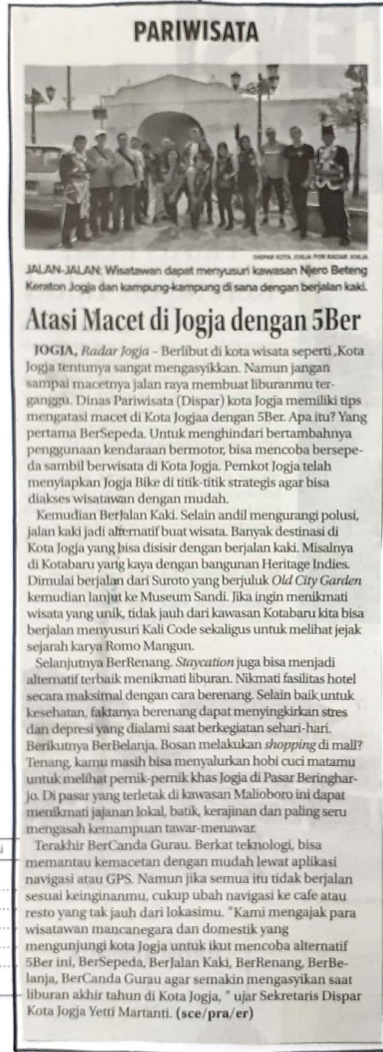 PARIWISATA
DISPAR KOTA JOGJA FOR RADAR JOGJA
JALAN-JALAN: Wisatawan dapat menyusuri kawasan Njero Beteng
Keraton Jogja dan kampung-kampung di sana dengan berjalan kaki.
Atasi Macet di Jogja dengan 5Ber
JOGJA, Radar Jogja - Berlibut di kota wisata seperti ,Kota
Jogja tentunya sangat mengasyikkan. Namun jangan
sampai macetnya jalan raya membuat liburanmu ter-
ganggu. Dinas Pariwisata (Dispar) kota Jogja memiliki tips
mengatasi macet di Kota Jogjaa dengan 5Ber. Apa itu? Yang
pertama BerSepeda. Untuk menghindari bertambahnya
penggunaan kendaraan bermotor, bisa mencoba bersepe-
da sambil berwisata di Kota Jogja. Pemkot Jogja telah
menyiapkan Jogja Bike di titik-titik strategis agar bisa
diakses wisatawan dengan mudah.
Kemudian BerJalan Kaki. Selain andil mengurangi polusi,
jalan kaki jadi alternatif buat wisata. Banyak destinasi di
Kota Jogja yang bisa disisir dengan berjalan kaki. Misalnya
di Kotabaru yang kaya dengan bangunan Heritage Indies.
Dimulai berjalan dari Suroto yang berjuluk Old City Garden
kemudian lanjut ke Museum Sandi. Jika ingin menikmati
wisata yang unik, tidak jauh dari kawasan Kotabaru kita bisa
berjalan menyusuri Kali Code sekaligus untuk melihat jejak
sejarah karya Romo Mangun.
Selanjutnya BerRenang. Staycation juga bisa menjadi
alternatif terbaik menikmati liburan. Nikmati fasilitas hotel
secara maksimal dengan cara berenang. Selain baik untuk
kesehatan, faktanya berenang dapat menyingkirkan stres
dan depresi yang dialami saat berkegiatan sehari-hari.
Berikutnya BerBelanja. Bosan melakukan shopping di mall?
Tenang, kamu masih bisa menyalurkan hobi cuci matamu
untuk melihat pernik-pernik khas Jogja di Pasar Beringhar-
jo. Di pasar yang terletak di kawasan Malioboro ini dapat
menikmati jajanan lokal, batik, kerajinan dan paling seru
mengasah kemampuan tawar-menawar.
Terakhir BerCanda Gurau. Berkat teknologi, bisa
memantau kemacetan dengan mudah lewat aplikasi
navigasi atau GPS. Namun jika semua itu tidak berjalan
sesuai keinginanmu, cukup ubah navigasi ke cafe atau
resto yang tak jauh dari lokasimu. "Kami mengajak para
wisatawan mancanegara dan domestik yang
mengunjungi kota Jogja untuk ikut mencoba alternatif
5Ber ini, BerSepeda, BerJalan Kaki, BerRenang, BerBe-
lanja, BerCanda Gurau agar semakin mengasyikan saat
liburan akhir tahun di Kota Jogja, " ujar Sekretaris Dispar
Kota Jogja Yetti Martanti. (sce/pra/er)